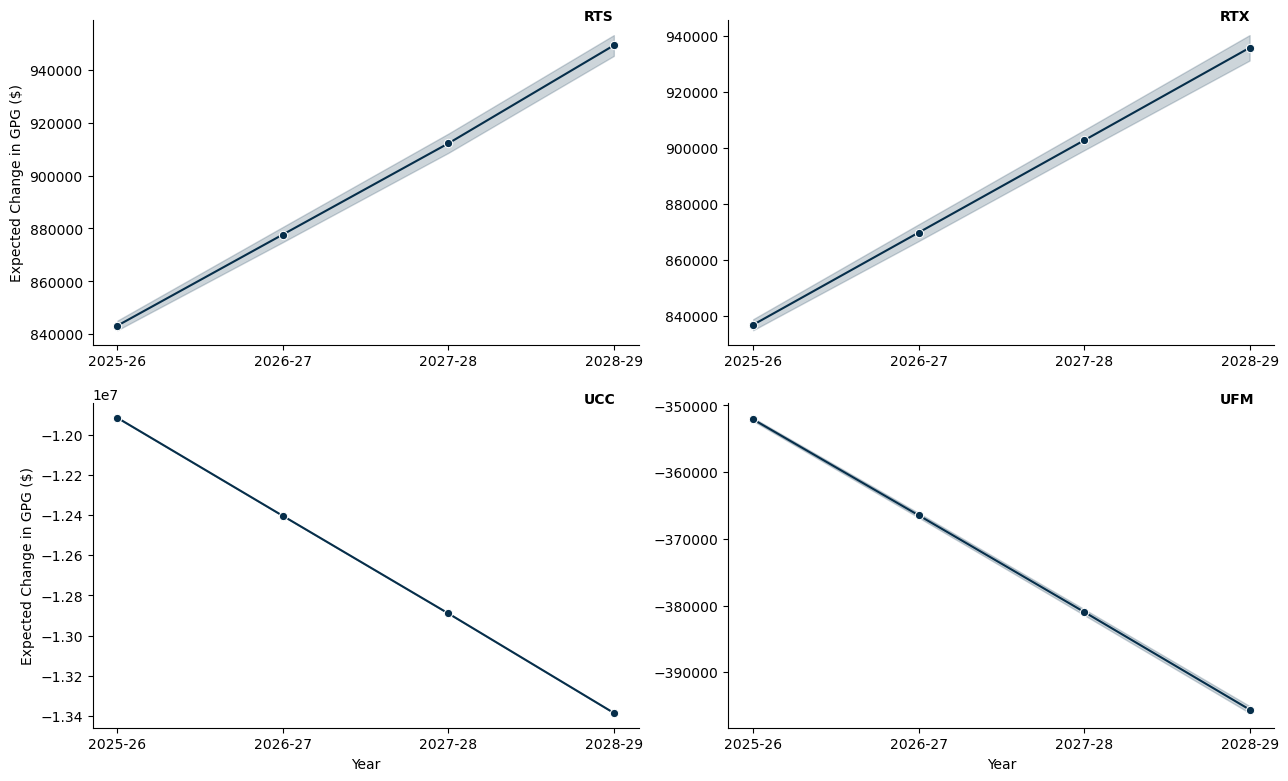 RTS
Expected Change in GPG ($)
940000
920000
900000
880000
860000
840000
2025-26 2026-27 2027-28 2028-29
RTX
940000
920000
900000
880000
860000
840000
2025-26 2026-27 2027-28 2028-29
1e7
UCC
Expected Change in GPG ($)
−1.20
−1.22
−1.24
−1.26
−1.28
−1.30
−1.32
−1.34
2025-26 2026-27 2027-28 2028-29
Year
UFM
−350000
−360000
−370000
−380000
−390000
2025-26 2026-27 2027-28 2028-29
Year